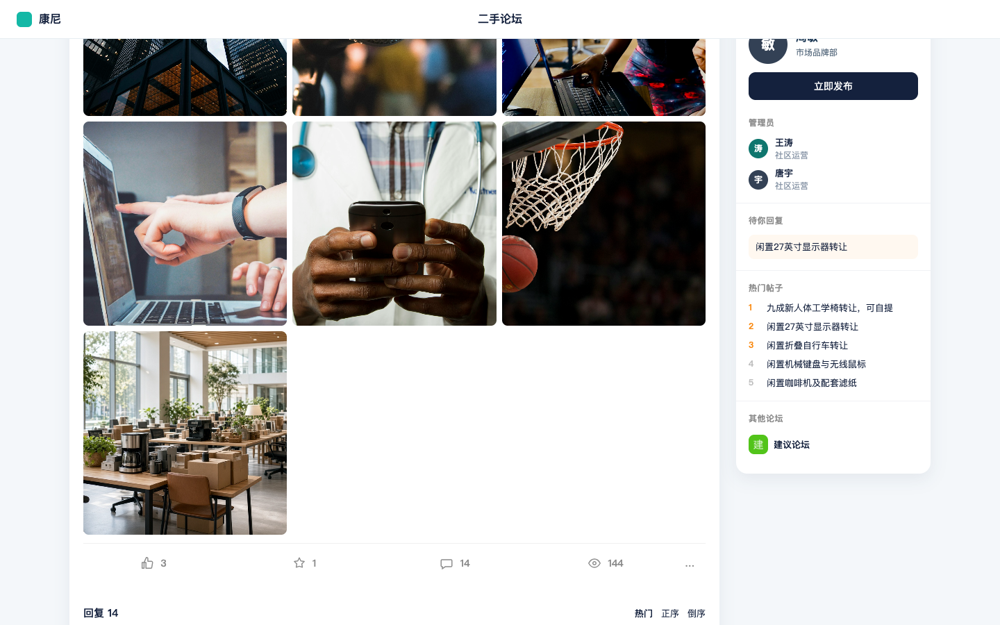 康尼
二手论坛
敏
市场品牌部
立即发布
管理员
涛
王涛
社区运营
宇
唐宇
社区运营
待你回复
闲置27英寸显示器转让
热门帖子
1 九成新人体工学椅转让，可自提
2 闲置27英寸显示器转让
3 闲置折叠自行车转让
4 闲置机械键盘与无线鼠标
5 闲置咖啡机及配套滤纸
其他论坛
建 建议论坛
3 1 14 144 ...
回复 14
热门 正序 倒序